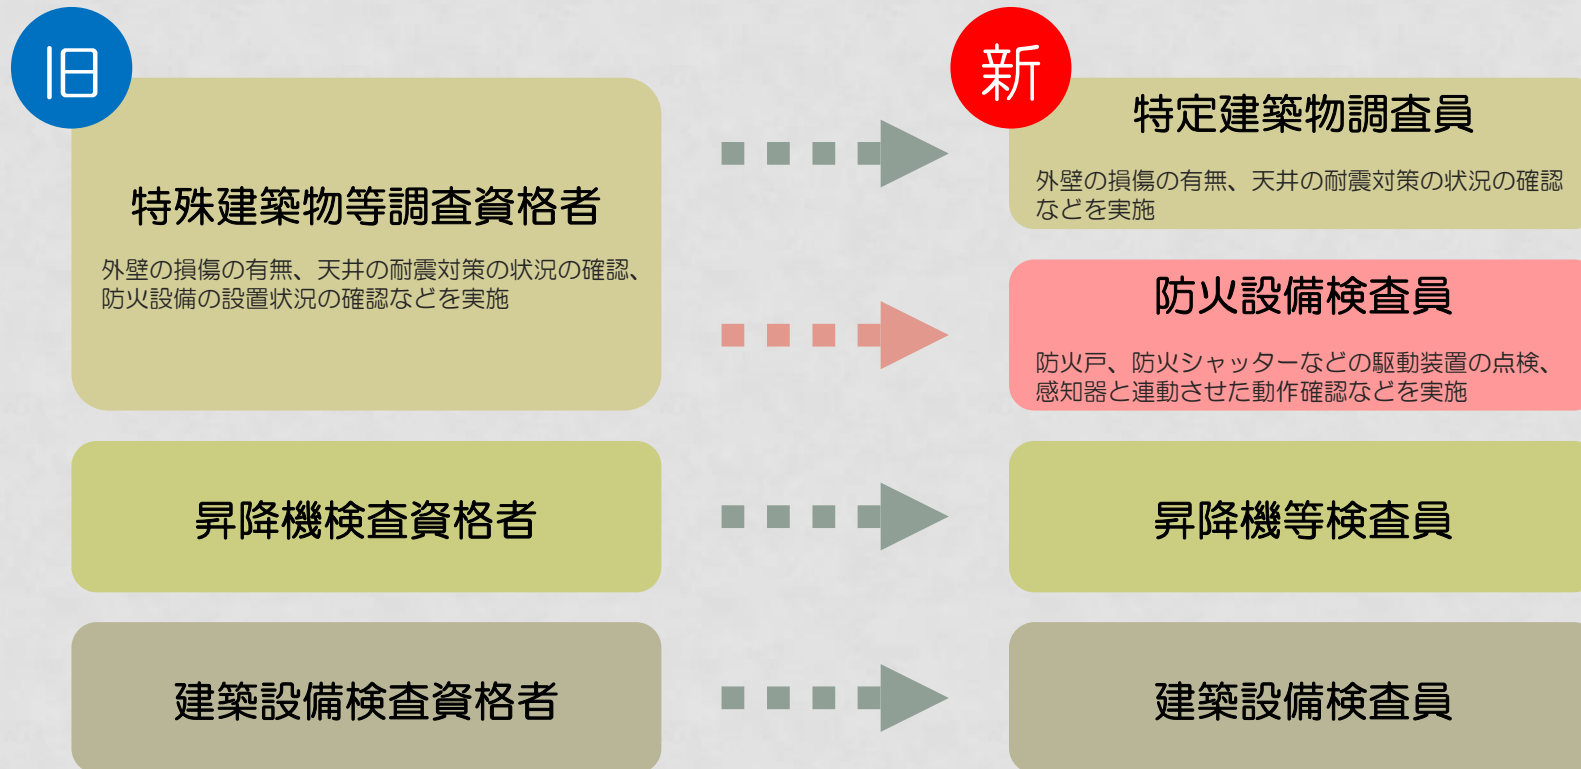 旧
特殊建築物等調査資格者
外壁の損傷の有無、天井の耐震対策の状況の確認、
防火設備の設置状況の確認などを実施
昇降機検査資格者
建築設備検査資格者
新
特定建築物調査員
外壁の損傷の有無、天井の耐震対策の状況の確認
などを実施
防火設備検査員
防火戸、防火シャッターなどの駆動装置の点検、
感知器と連動させた動作確認などを実施
昇降機等検査員
建築設備検査員